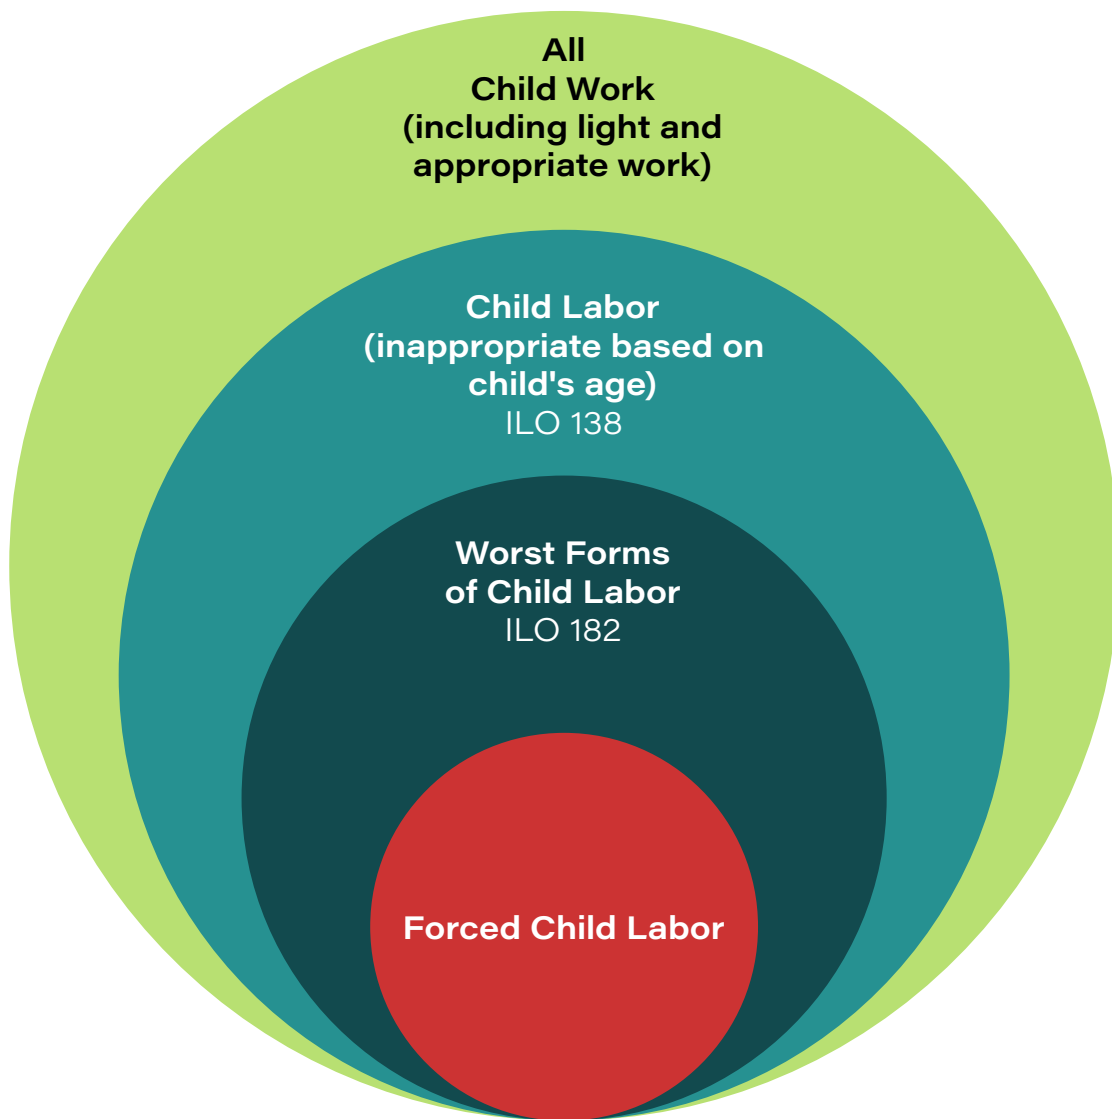 All
Child Work
(including light and
appropriate work)
Child Labor
(inappropriate based on
child's age)
ILO 138
Worst Forms
of Child Labor
ILO 182
Forced Child Labor